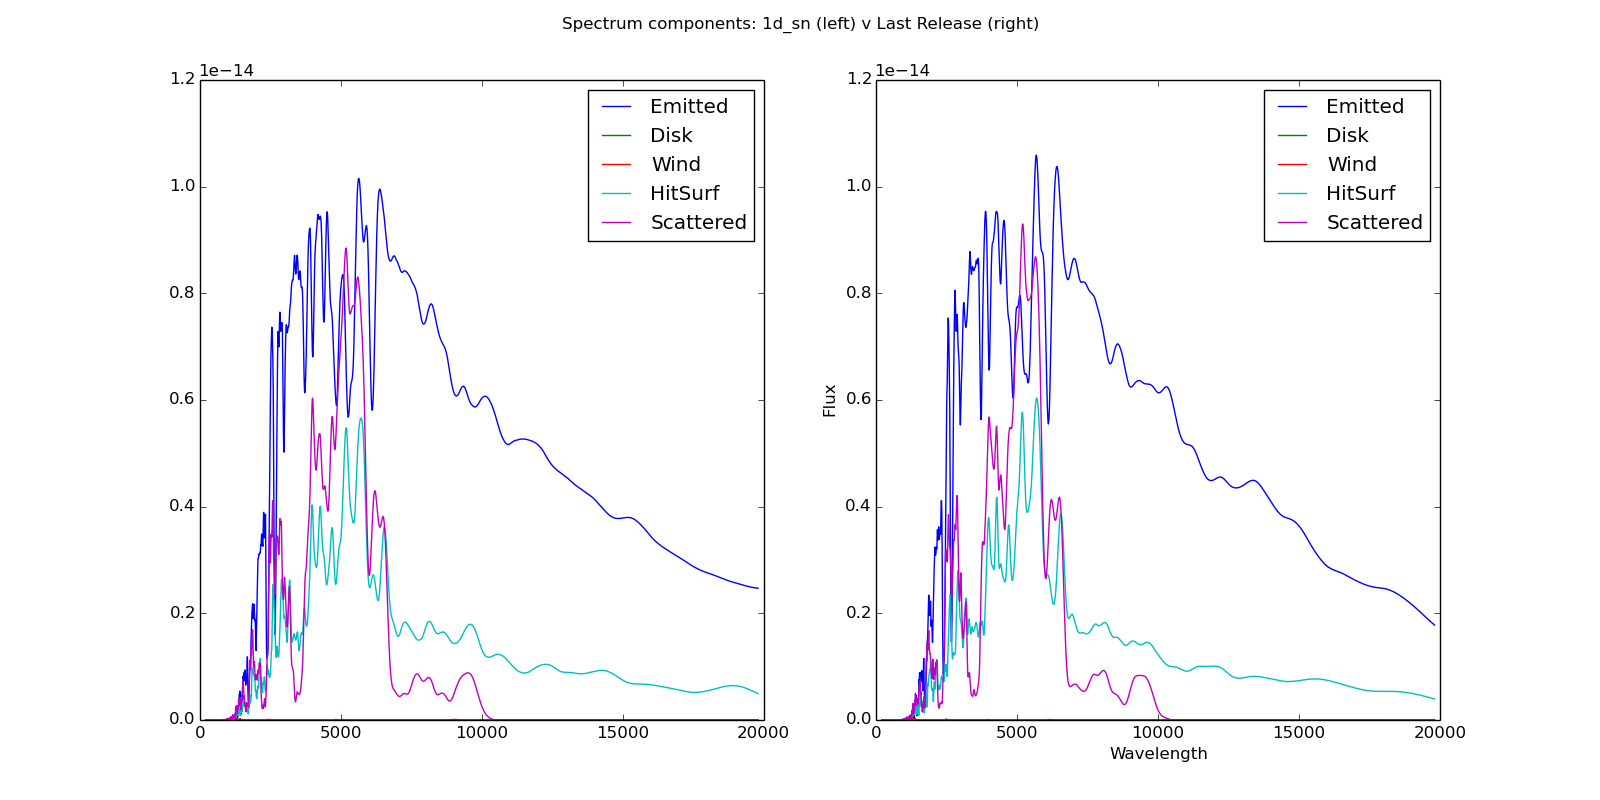 Spectrum components: 1d_sn (left) v Last Release (right)
1e−14
1.2
1.0
0.8
0.6
0.4
0.2
0.0
0 5000 10000 15000 20000
Emitted
Disk
Wind
HitSurf
Scattered
1e−14
1.2
1.0
0.8
0.6
0.4
0.2
0.0
Flux
0 5000 10000 15000 20000
Wavelength
Emitted
Disk
Wind
HitSurf
Scattered